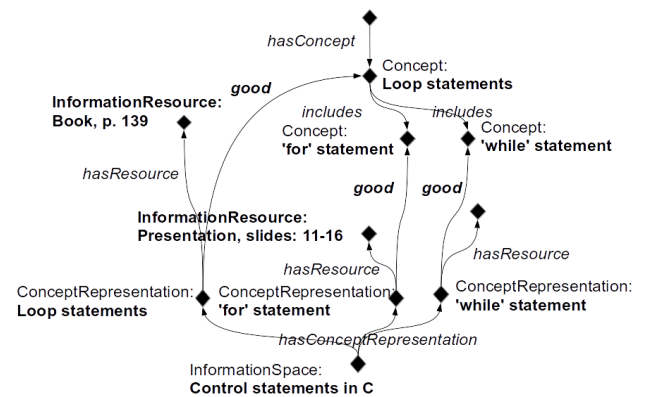 hasConcept
Concept:
Loop statements
good
InformationResource:
Book, p. 139
includes
includes
Concept:
'for' statement
Concept:
'while' statement
hasResource
good
good
InformationResource:
Presentation, slides: 11-16
hasResource
hasResource
ConceptRepresentation:
Loop statements
ConceptRepresentation:
'for' statement
ConceptRepresentation:
'while' statement
hasConceptRepresentation
InformationSpace:
Control statements in C